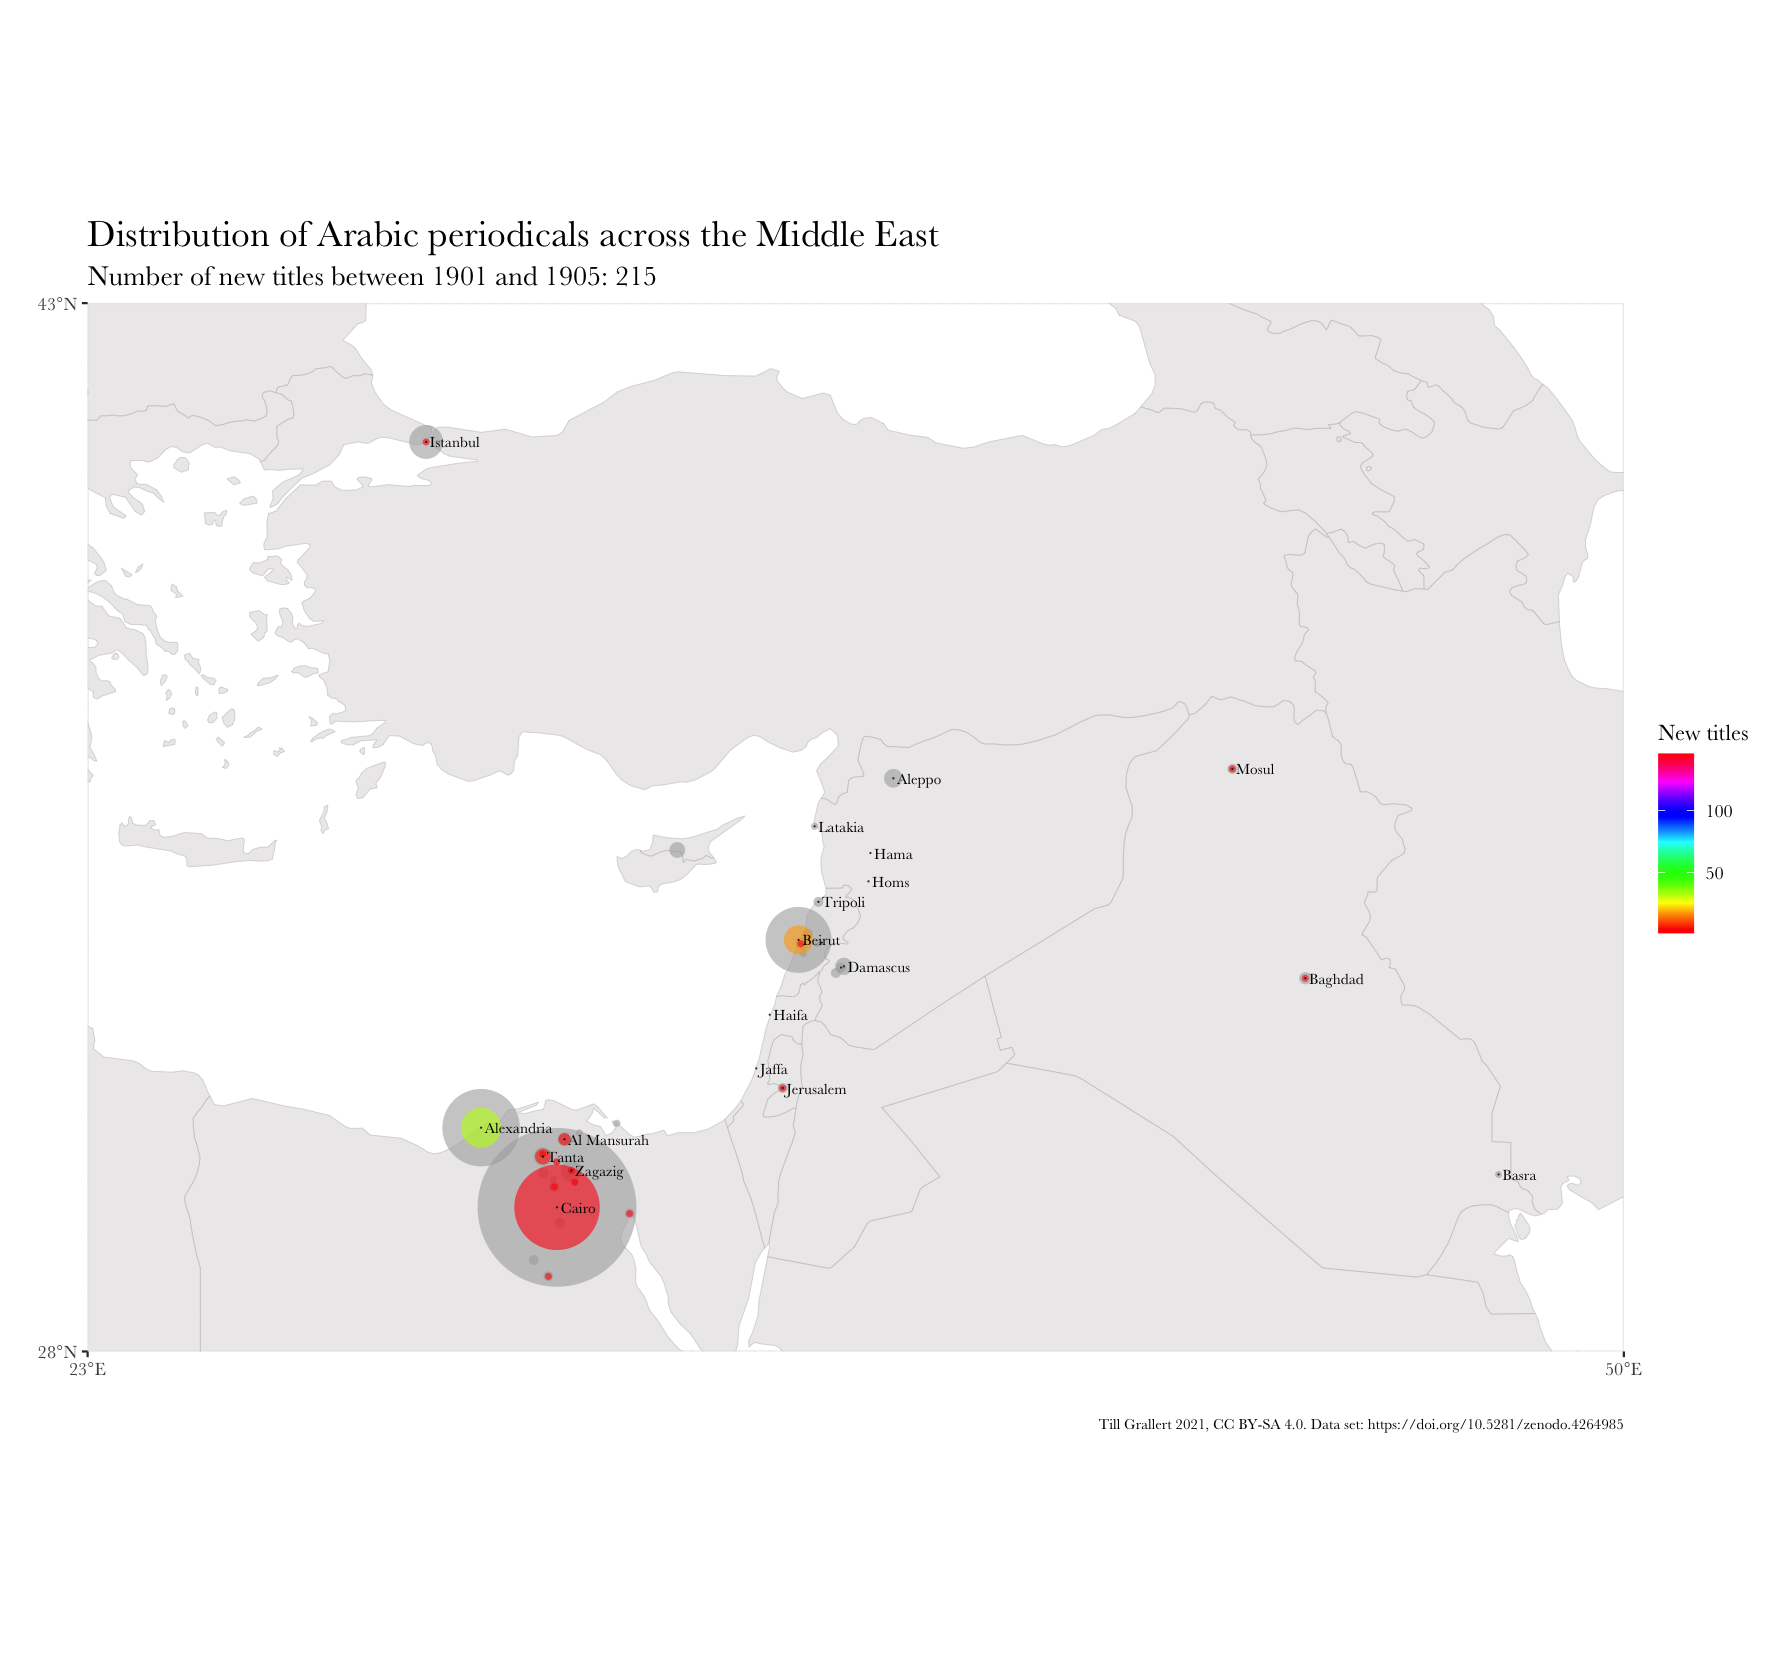 Distribution of Arabic periodicals across the Middle East
Number of new titles between 1901 and 1905: 215
43°N
Istanbul
New titles
Mosul
Aleppo
100
Latakia
Hama
50
Homs
Tripoli
Beirut
Damascus
Baghdad
Haifa
Jaffa
Jerusalem
Alexandria
Al Mansurah
Tanta
Zagazig
Basra
Cairo
28°N
23°E
50°E
Till Grallert 2021, CC BY-SA 4.0. Data set: https://doi.org/10.5281/zenodo.4264985